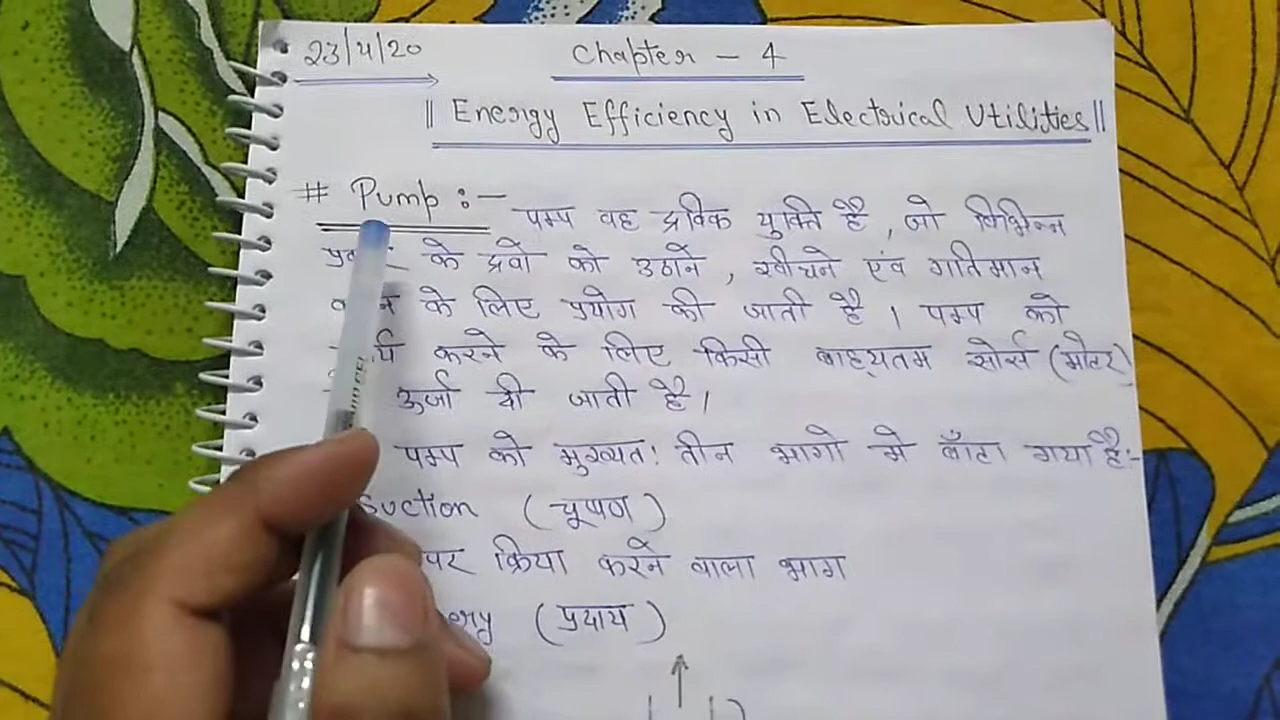 23/4/20
Chapter - 4
|| Energy Efficiency in Electrical Utilities ||
# Pump :- पम्प वह द्रविक युक्ति है , जो विभिन्न
के द्रवो को उठाने , खीचने एवं गतिमान
के लिए प्रयोग की जाती है । पम्प को
करने के लिए किसी बाह्यतम सोर्स (मोटर)
ऊर्जा दी जाती है ।
पम्प को मुख्यतः तीन भागो मे बाँटा गया है:-
Suction (चूषण)
पर क्रिया करने वाला भाग
(प्रदाय)